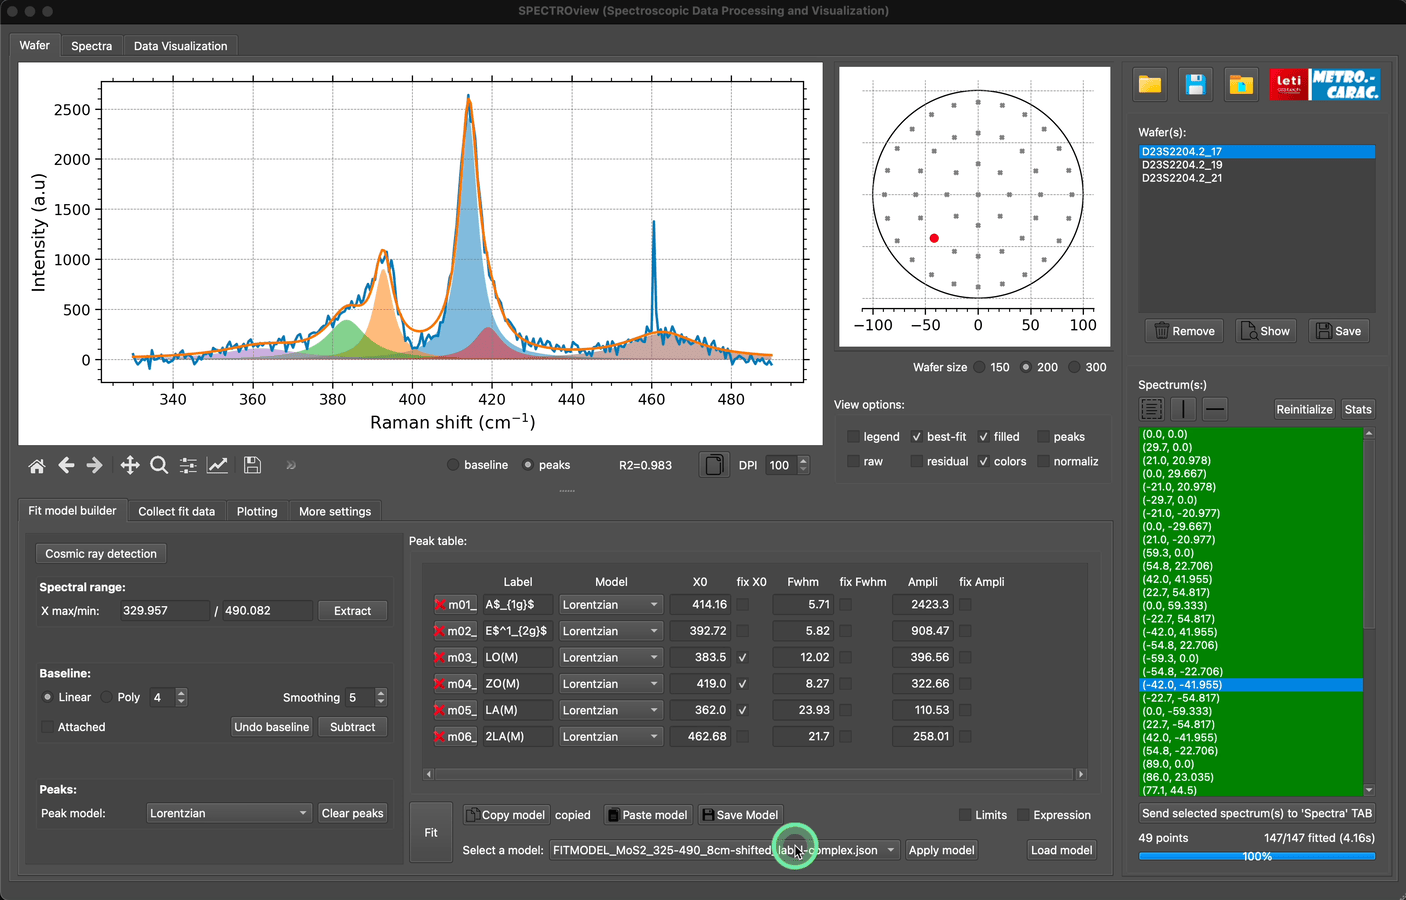 SPECTROview (Spectroscopic Data Processing and Visualization)
Wafer Spectra Data Visualization
2500
2000
1500
1000
500
0
Intensity (a.u)
340 360 380 400 420 440 460 480
Raman shift (cm⁻¹)
−100 −50 0 50 100
Wafer size 150 200 300
View options:
legend best-fit filled peaks
raw residual colors normaliz
baseline peaks R2=0.983 DPI 100
Fit model builder Collect fit data Plotting More settings
Cosmic ray detection
Spectral range:
X max/min: 329.957 / 490.082 Extract
Baseline:
Linear Poly 4 Smoothing 5
Attached Undo baseline Subtract
Peaks:
Peak model: Lorentzian Clear peaks
Peak table:
Label Model X0 fix X0 Fwhm fix Fwhm Ampli fix Ampli
m01_ A$_{1g}$ Lorentzian 414.16 5.71 2423.3
m02_ E$^1_{2g}$ Lorentzian 392.72 5.82 908.47
m03_ LO(M) Lorentzian 383.5 12.02 396.56
m04_ ZO(M) Lorentzian 419.0 8.27 322.66
m05_ LA(M) Lorentzian 362.0 23.93 110.53
m06_ 2LA(M) Lorentzian 462.68 21.7 258.01
Fit
Copy model copied Paste model Save Model Limits Expression
Select a model: FITMODEL_MoS2_325-490_8cm-shifted_label-complex.json Apply model Load model
leti METRO.-
CARAC.
Wafer(s):
D23S2204.2_17
D23S2204.2_19
D23S2204.2_21
Remove Show Save
Spectrum(s):
Reinitialize Stats
(0.0, 0.0)
(29.7, 0.0)
(21.0, 20.978)
(0.0, 29.667)
(-21.0, 20.978)
(-29.7, 0.0)
(-21.0, -20.977)
(0.0, -29.667)
(21.0, -20.977)
(59.3, 0.0)
(54.8, 22.706)
(42.0, 41.955)
(22.7, 54.817)
(0.0, 59.333)
(-22.7, 54.817)
(-42.0, 41.955)
(-54.8, 22.706)
(-59.3, 0.0)
(-54.8, -22.706)
(-42.0, -41.955)
(-22.7, -54.817)
(0.0, -59.333)
(22.7, -54.817)
(42.0, -41.955)
(54.8, -22.706)
(89.0, 0.0)
(86.0, 23.035)
(77.1, 44.5)
Send selected spectrum(s) to 'Spectra' TAB
49 points 147/147 fitted (4.16s)
100%